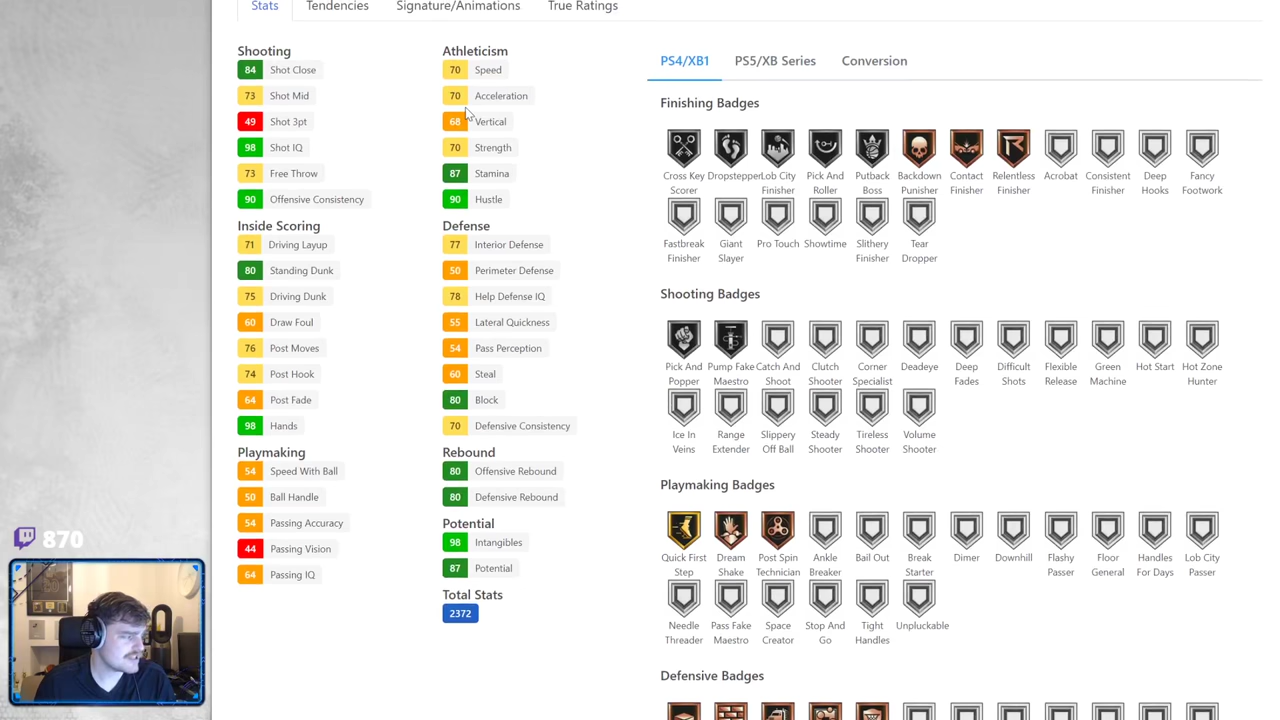 Stats Tendencies Signature/Animations True Ratings
Shooting
84 Shot Close
73 Shot Mid
49 Shot 3pt
98 Shot IQ
73 Free Throw
90 Offensive Consistency
Inside Scoring
71 Driving Layup
80 Standing Dunk
75 Driving Dunk
60 Draw Foul
76 Post Moves
74 Post Hook
64 Post Fade
98 Hands
Playmaking
54 Speed With Ball
50 Ball Handle
54 Passing Accuracy
44 Passing Vision
64 Passing IQ
Athleticism
70 Speed
70 Acceleration
68 Vertical
70 Strength
87 Stamina
90 Hustle
Defense
77 Interior Defense
50 Perimeter Defense
78 Help Defense IQ
55 Lateral Quickness
54 Pass Perception
60 Steal
80 Block
70 Defensive Consistency
Rebound
80 Offensive Rebound
80 Defensive Rebound
Potential
98 Intangibles
87 Potential
Total Stats
2372
PS4/XB1 PS5/XB Series Conversion
Finishing Badges
Cross Key Dropstepper Lob City Pick And Putback Backdown Contact Relentless Acrobat Consistent Deep Fancy
Scorer Finisher Roller Boss Punisher Finisher Finisher Finisher Hooks Footwork
Fastbreak Giant Pro Touch Showtime Slithery Tear
Finisher Slayer Finisher Dropper
Shooting Badges
Pick And Pump Fake Catch And Clutch Corner Deadeye Deep Difficult Flexible Green Hot Start Hot Zone
Popper Maestro Shoot Shooter Specialist Fades Shots Release Machine Hunter
Ice In Range Slippery Steady Tireless Volume
Veins Extender Off Ball Shooter Shooter Shooter
Playmaking Badges
Quick First Dream Post Spin Ankle Bail Out Break Dimer Downhill Flashy Floor Handles Lob City
Step Shake Technician Breaker Starter Passer General For Days Passer
Needle Pass Fake Space Stop And Tight Unpluckable
Threader Maestro Creator Go Handles
Defensive Badges
870